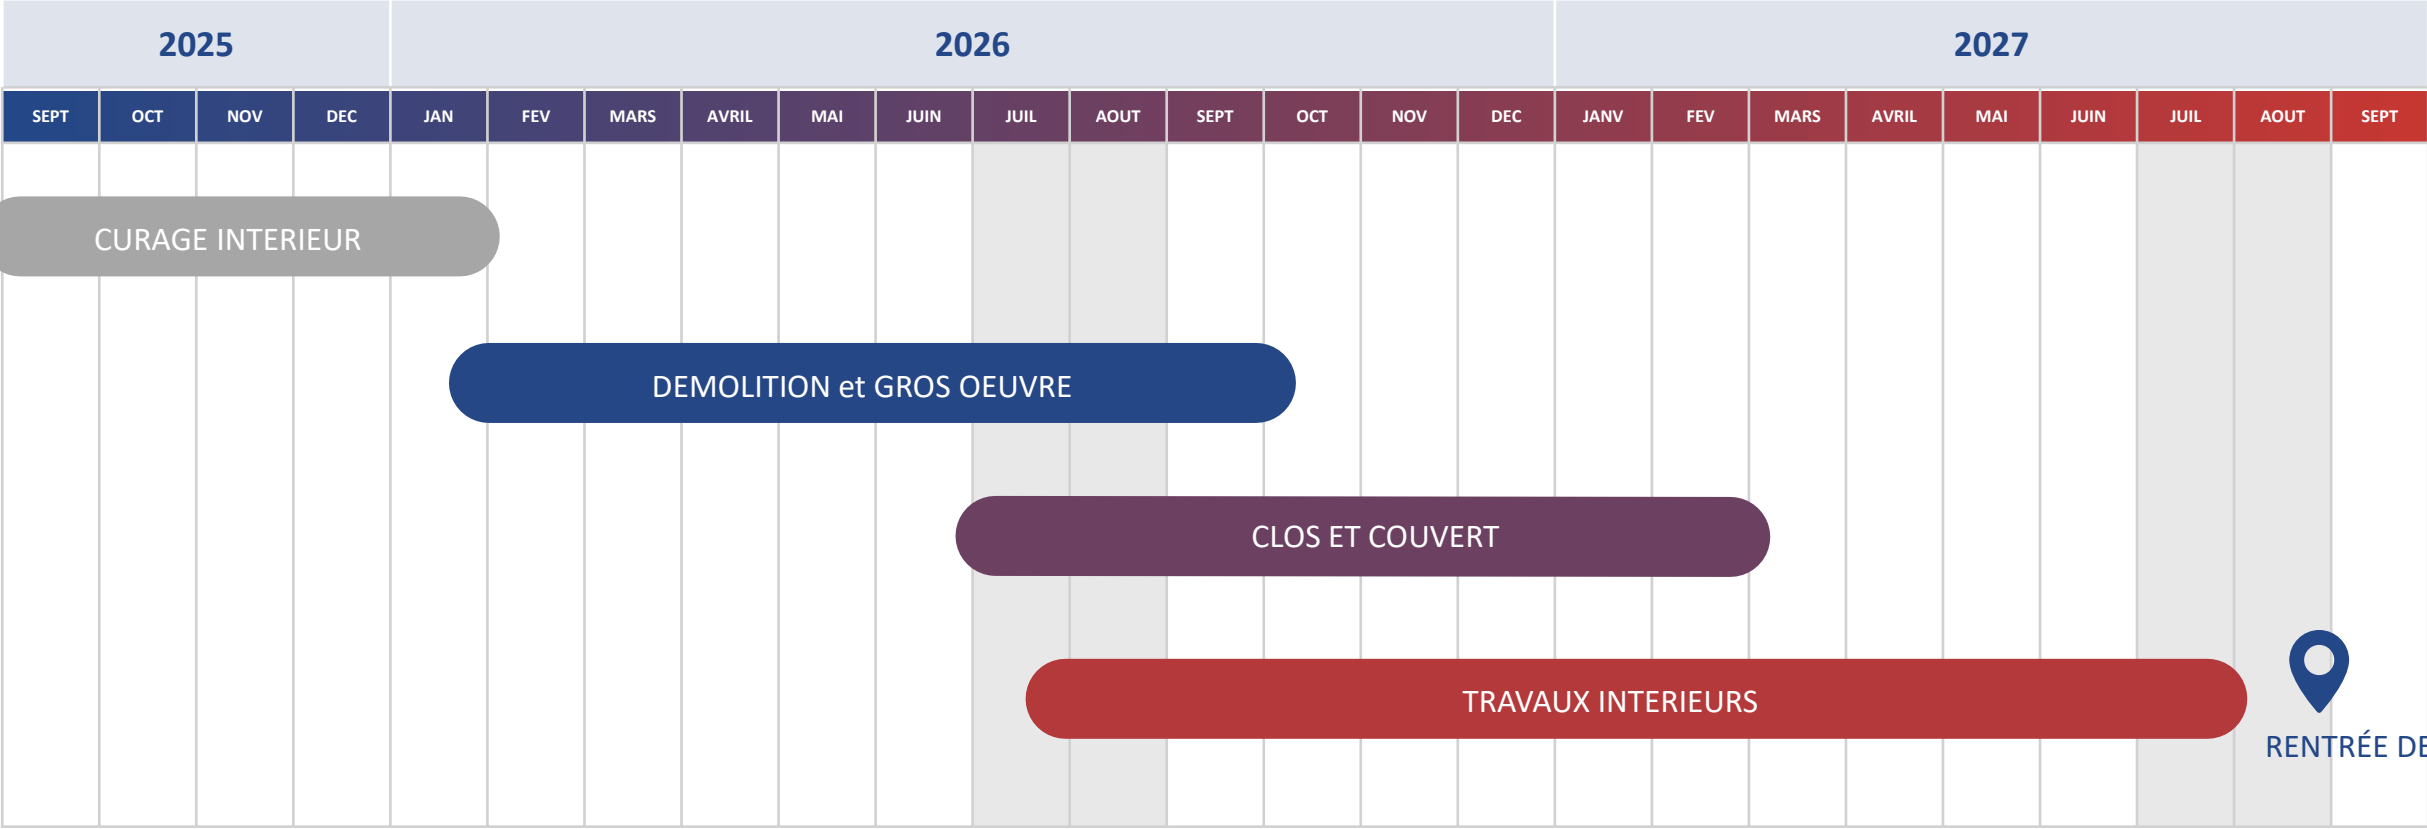 2025 2026 2027
SEPT OCT NOV DEC JAN FEV MARS AVRIL MAI JUIN JUIL AOUT SEPT OCT NOV DEC JANV FEV MARS AVRIL MAI JUIN JUIL AOUT SEPT
CURAGE INTERIEUR
DEMOLITION et GROS OEUVRE
CLOS ET COUVERT
TRAVAUX INTERIEURS
RENTRÉE DE